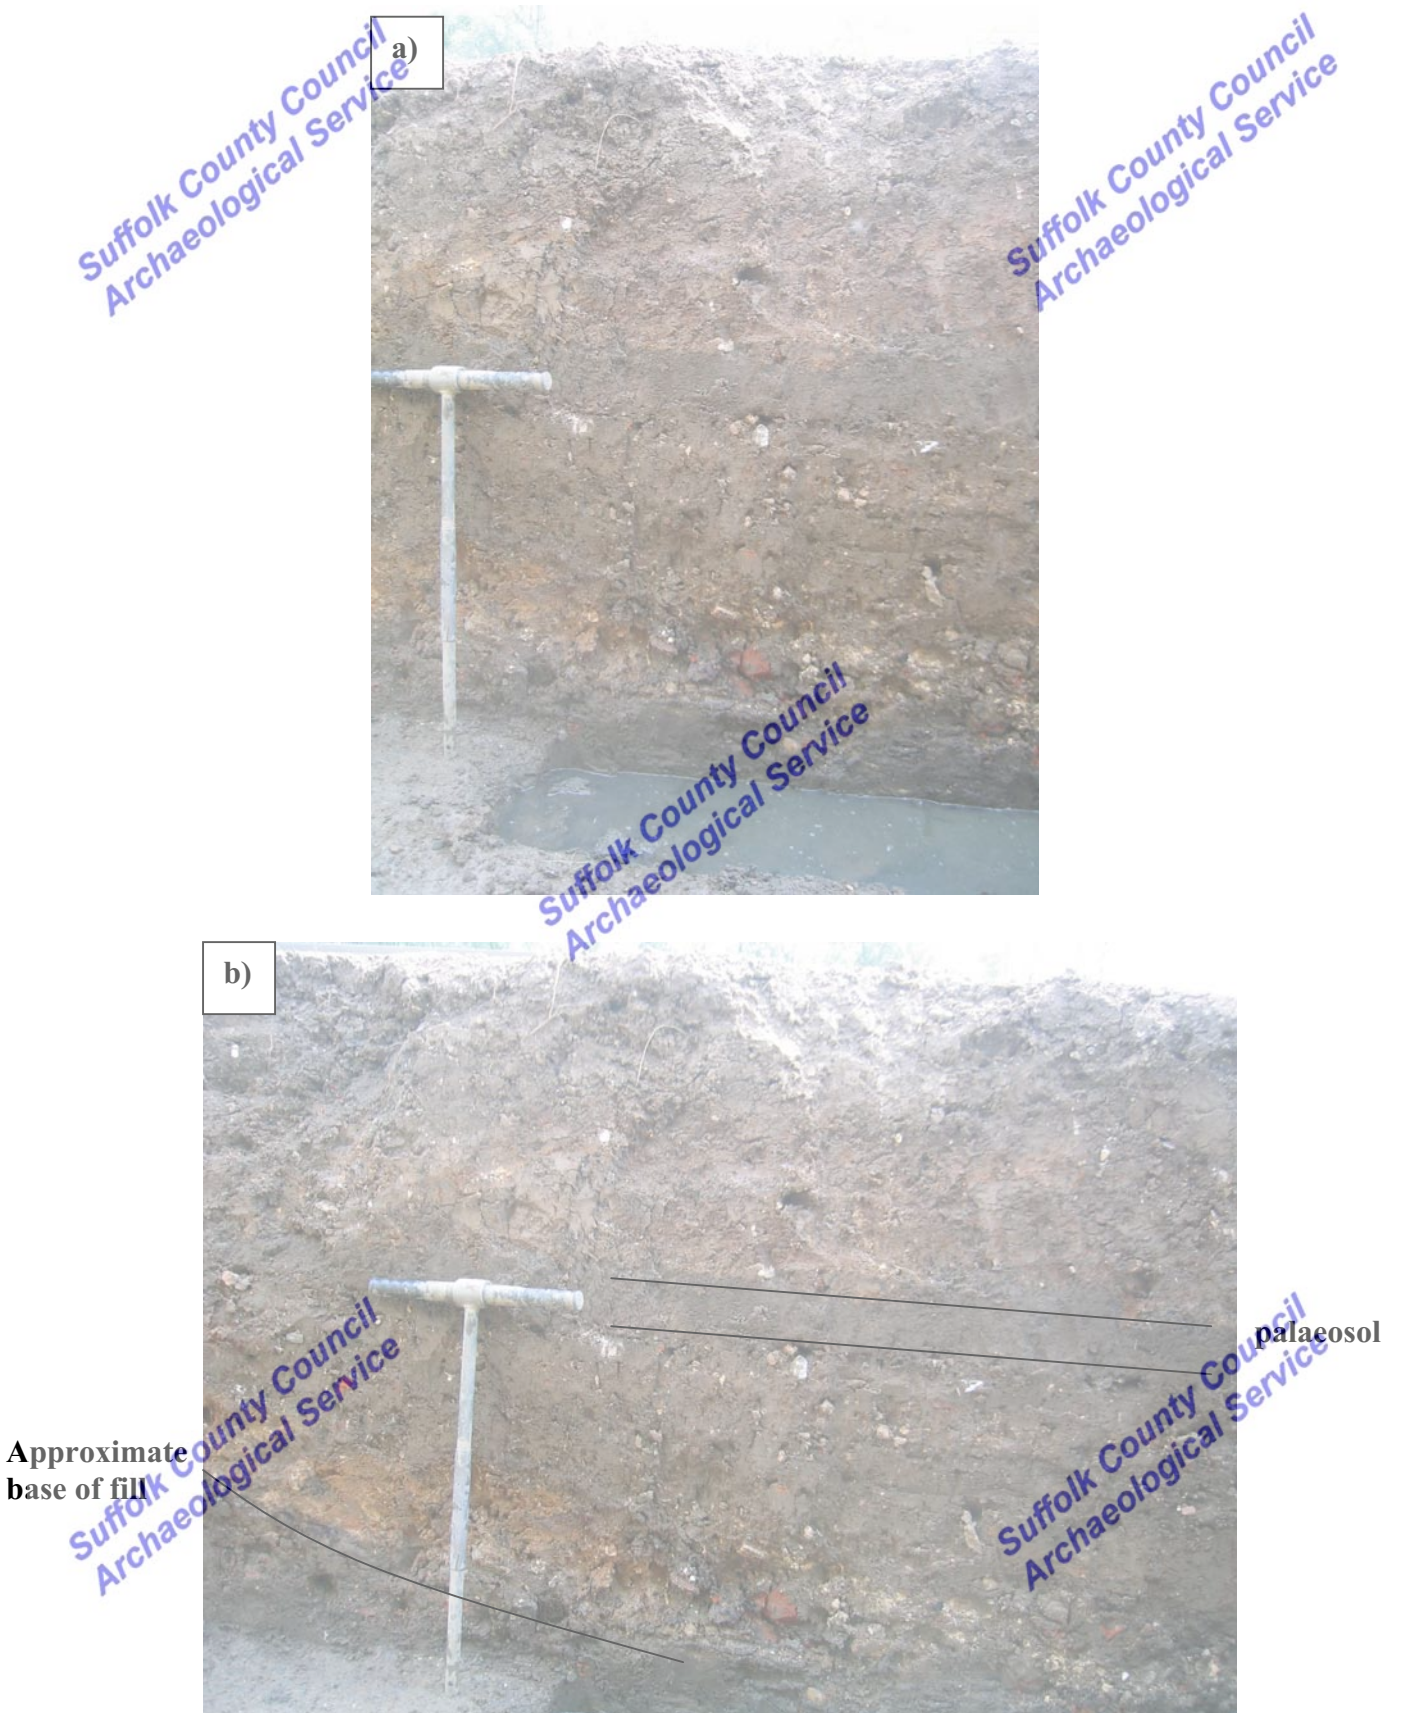 a)
Suffolk County Council
Archaeological Service
Suffolk County Council
Archaeological Service
Suffolk County Council
Archaeological Service
b)
palaeosol
Approximate
base of fill
Suffolk County Council
Archaeological Service
Suffolk County Council
Archaeological Service